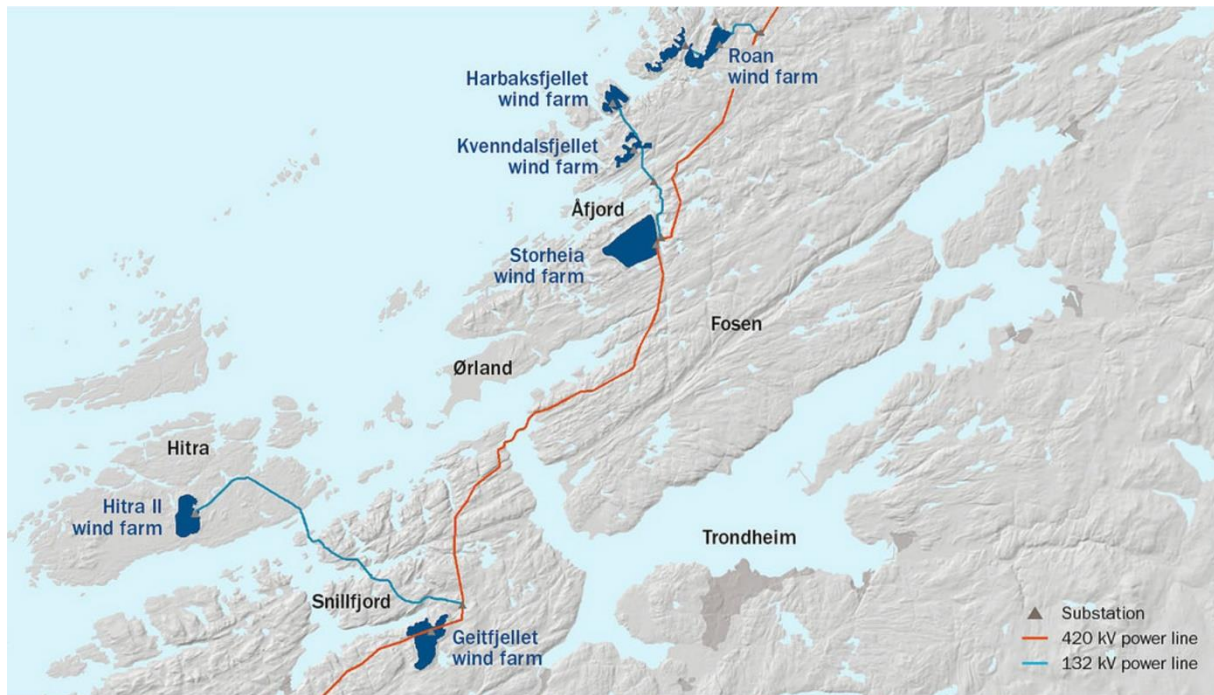 Roan
wind farm
Harbaksfjellet
wind farm
Kvenndalsfjellet
wind farm
Åfjord
Storheia
wind farm
Fosen
Ørland
Hitra
Hitra II
wind farm
Trondheim
Snillfjord
Geitfjellet
wind farm
Substation
420 kV power line
132 kV power line